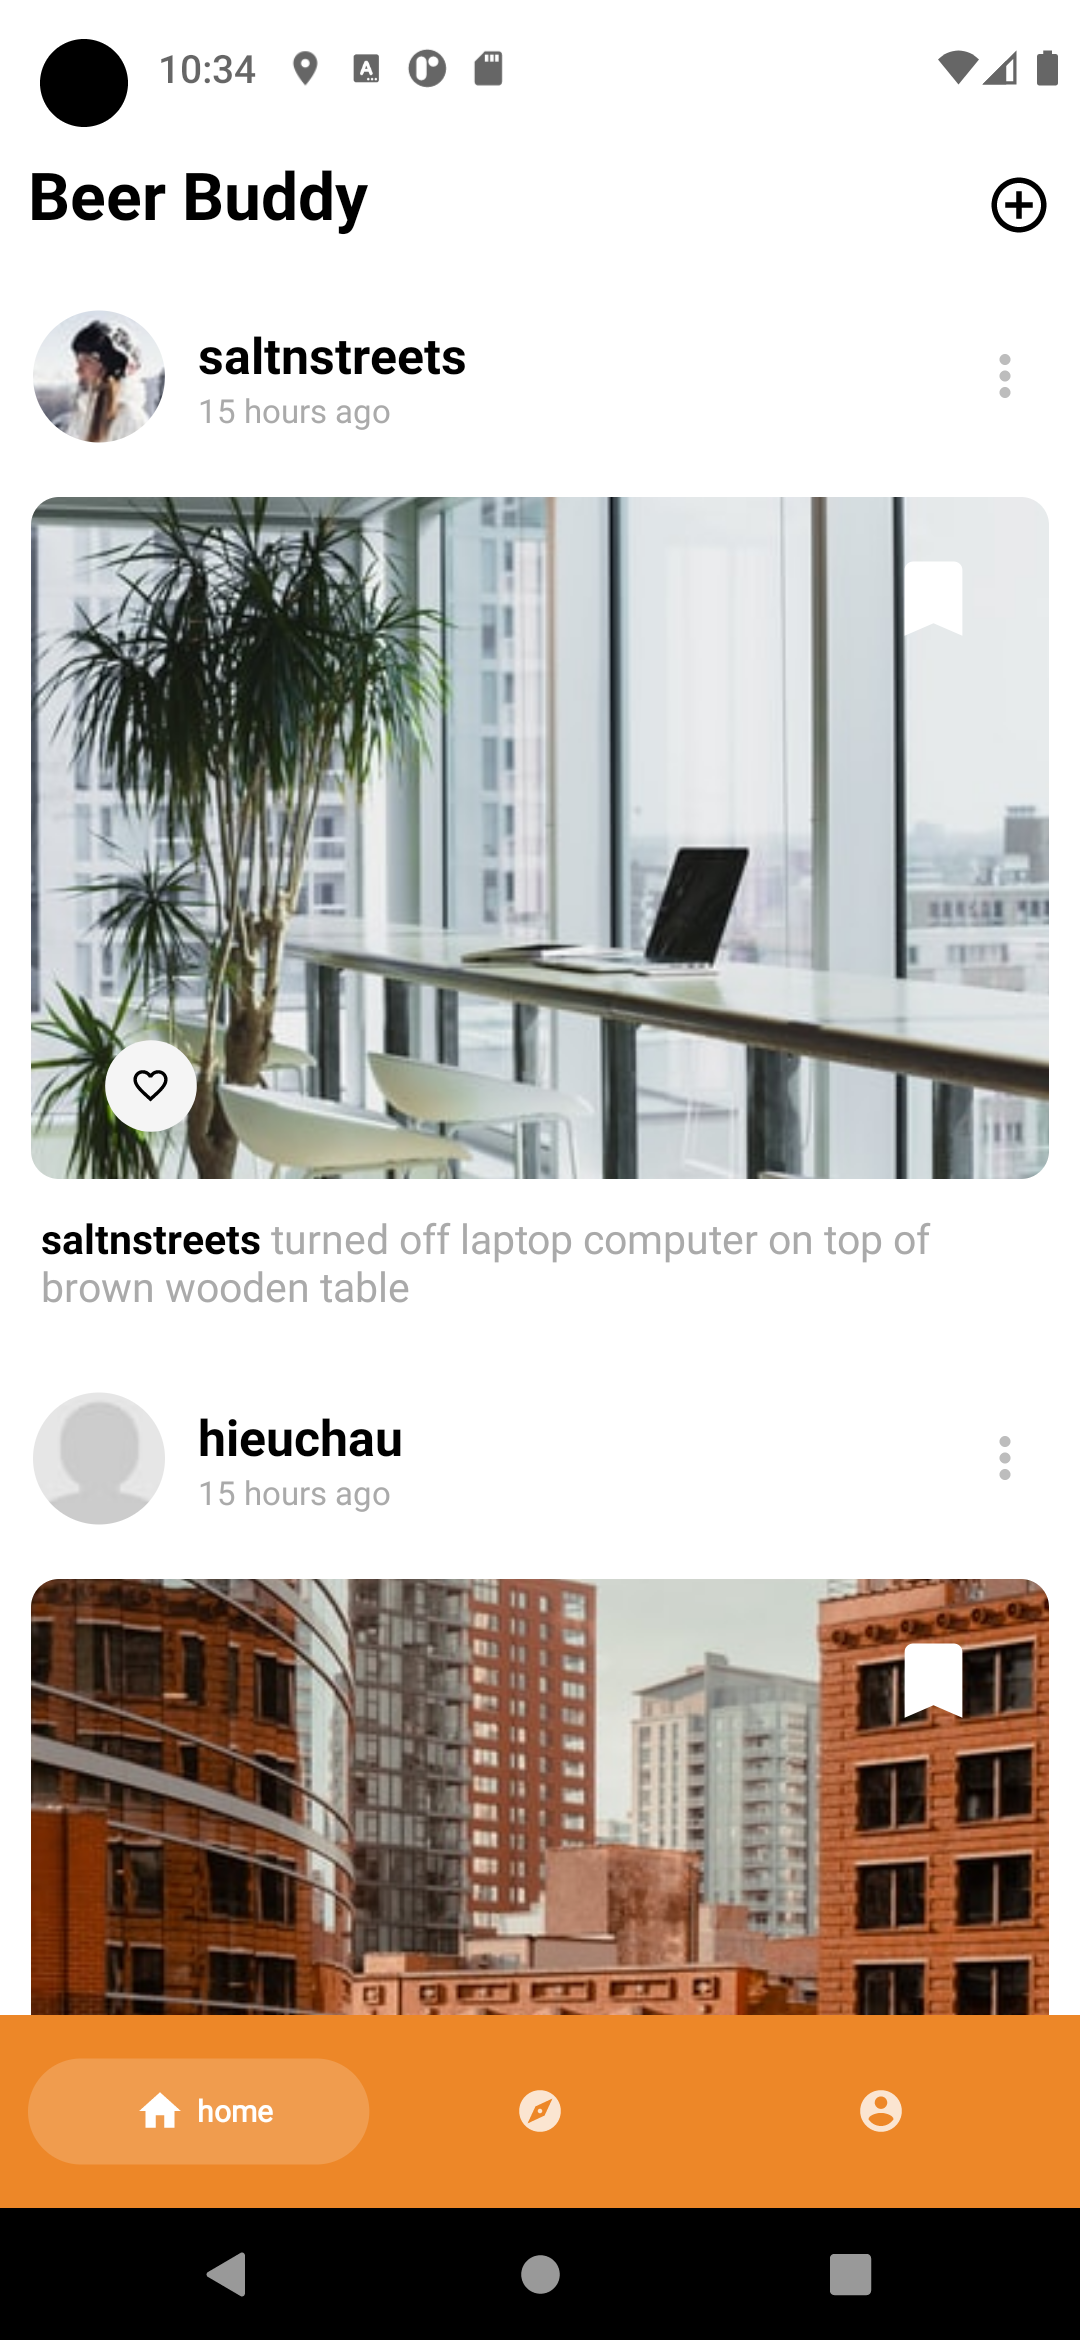 10:34
Beer Buddy
saltnstreets
15 hours ago
saltnstreets turned off laptop computer on top of
brown wooden table
hieuchau
15 hours ago
home